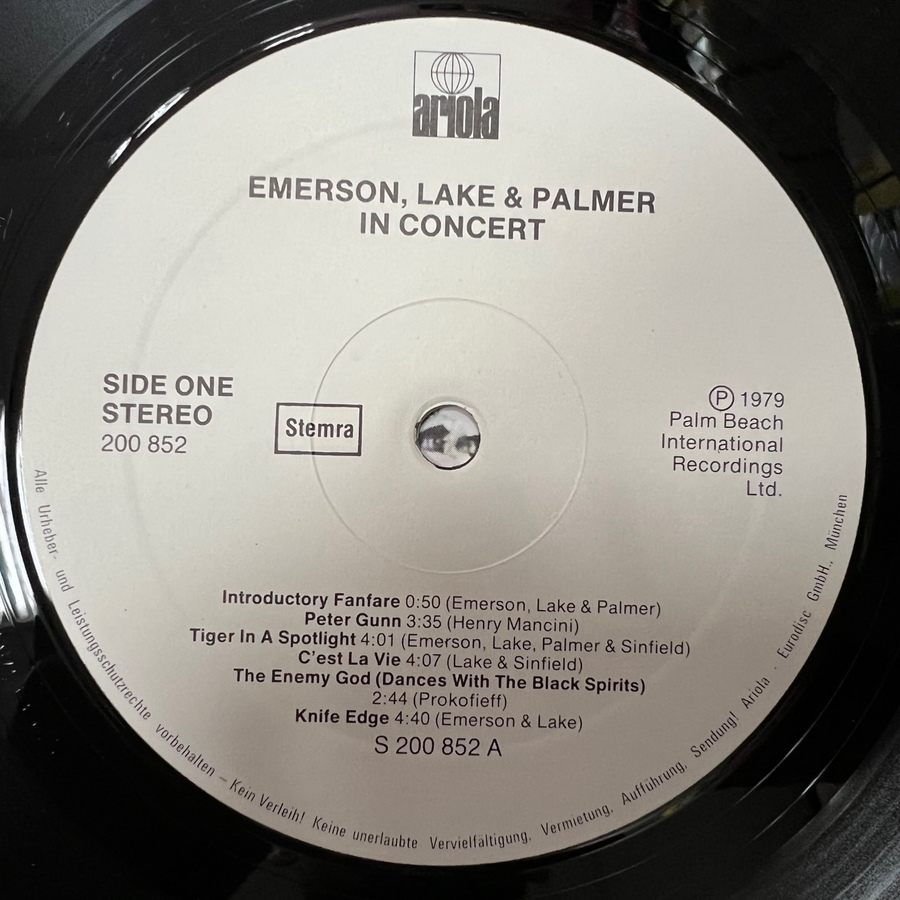 ariola
EMERSON, LAKE & PALMER
IN CONCERT
SIDE ONE
STEREO
200 852
Stemra
Ⓟ 1979
Palm Beach
International
Recordings
Ltd.
Introductory Fanfare 0:50 (Emerson, Lake & Palmer)
Peter Gunn 3:35 (Henry Mancini)
Tiger In A Spotlight 4:01 (Emerson, Lake, Palmer & Sinfield)
C'est La Vie 4:07 (Lake & Sinfield)
The Enemy God (Dances With The Black Spirits)
2:44 (Prokofieff)
Knife Edge 4:40 (Emerson & Lake)
S 200 852 A
Alle Urheber- und Leistungsschutzrechte vorbehalten – Kein Verleih! Keine unerlaubte Vervielfältigung, Vermietung, Aufführung, Sendung! Ariola · Eurodisc GmbH., München